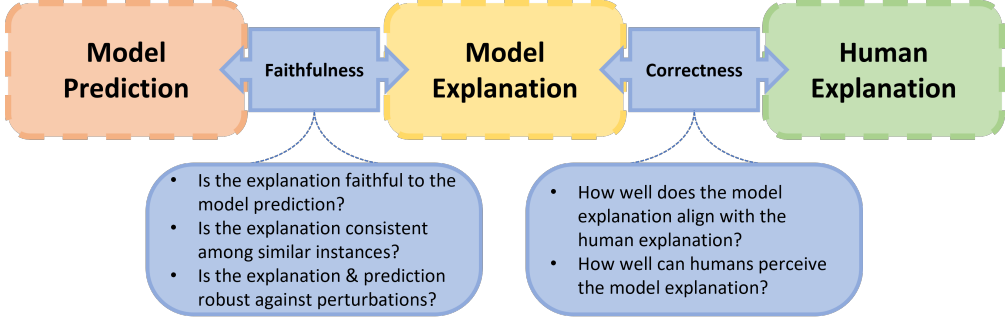 Model
Prediction
Faithfulness
Model
Explanation
Correctness
Human
Explanation
• Is the explanation faithful to the
model prediction?
• Is the explanation consistent
among similar instances?
• Is the explanation & prediction
robust against perturbations?
• How well does the model
explanation align with the
human explanation?
• How well can humans perceive
the model explanation?